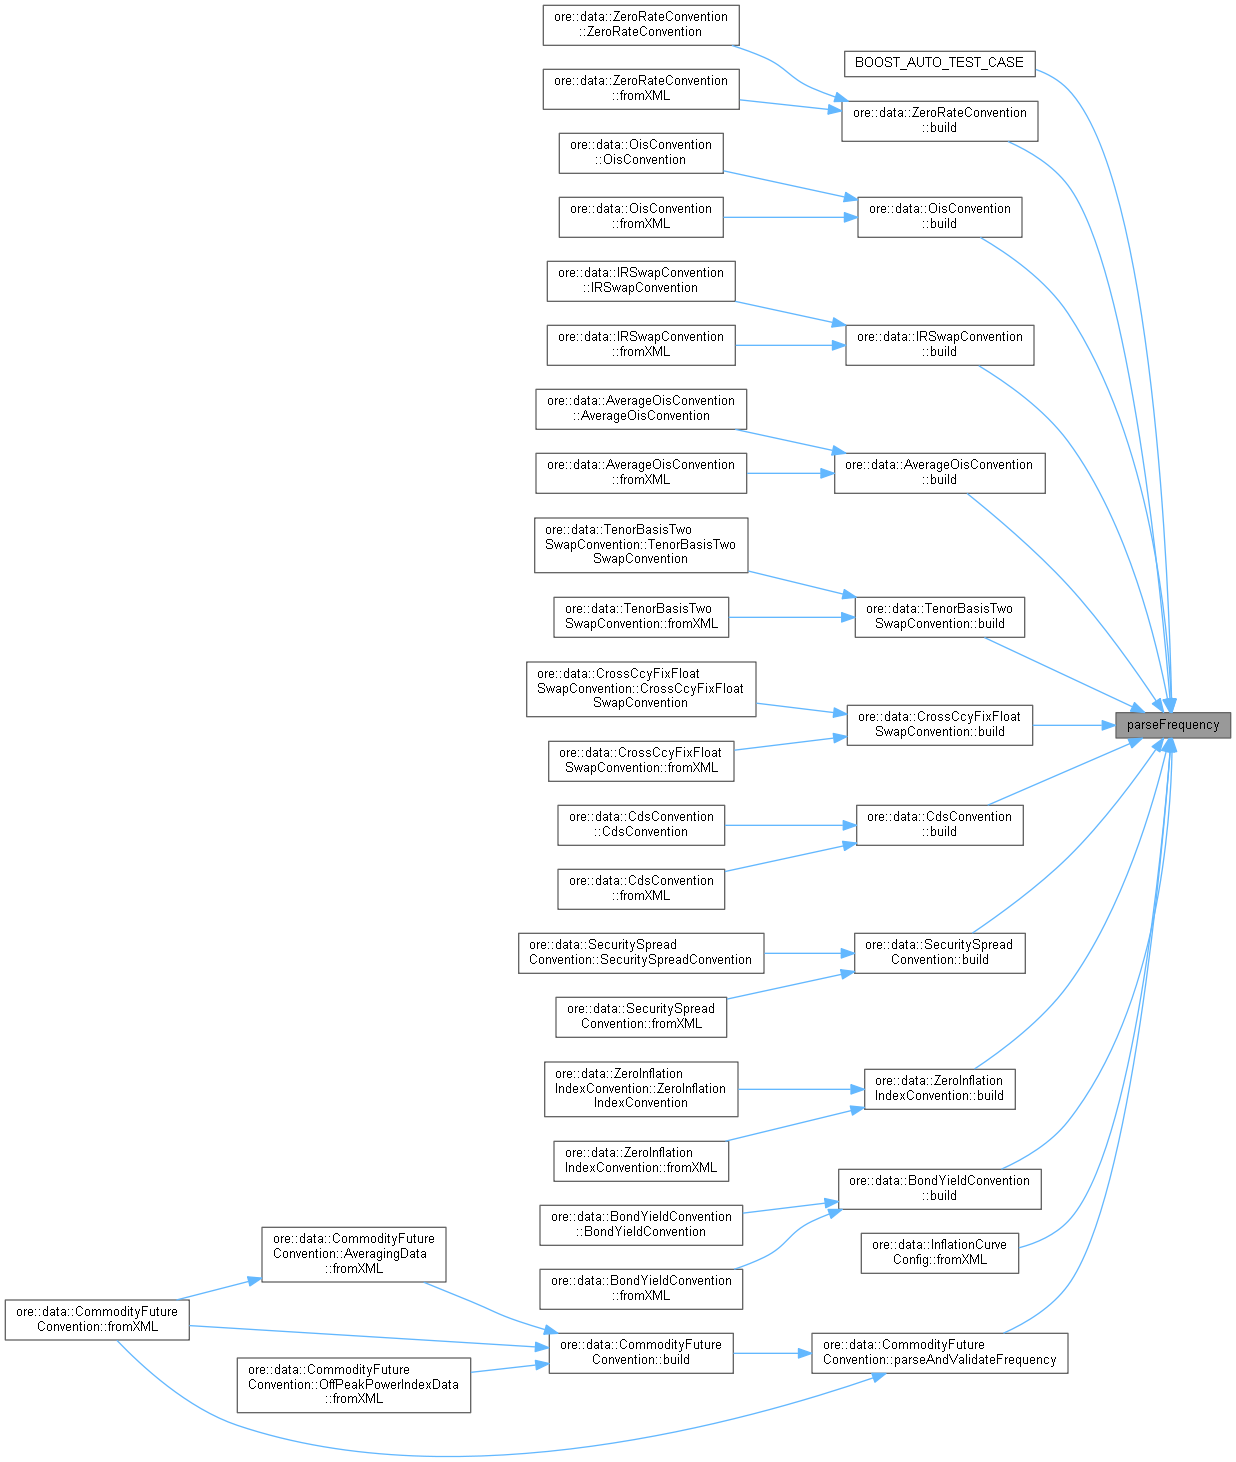 ore::data::ZeroRateConvention
::ZeroRateConvention
BOOST_AUTO_TEST_CASE
ore::data::ZeroRateConvention
::fromXML
ore::data::ZeroRateConvention
::build
ore::data::OisConvention
::OisConvention
ore::data::OisConvention
::fromXML
ore::data::OisConvention
::build
ore::data::IRSwapConvention
::IRSwapConvention
ore::data::IRSwapConvention
::fromXML
ore::data::IRSwapConvention
::build
ore::data::AverageOisConvention
::AverageOisConvention
ore::data::AverageOisConvention
::fromXML
ore::data::AverageOisConvention
::build
ore::data::TenorBasisTwo
SwapConvention::TenorBasisTwo
SwapConvention
ore::data::TenorBasisTwo
SwapConvention::fromXML
ore::data::TenorBasisTwo
SwapConvention::build
ore::data::CrossCcyFixFloat
SwapConvention::CrossCcyFixFloat
SwapConvention
ore::data::CrossCcyFixFloat
SwapConvention::build
parseFrequency
ore::data::CrossCcyFixFloat
SwapConvention::fromXML
ore::data::CdsConvention
::CdsConvention
ore::data::CdsConvention
::build
ore::data::CdsConvention
::fromXML
ore::data::SecuritySpread
Convention::SecuritySpreadConvention
ore::data::SecuritySpread
Convention::build
ore::data::SecuritySpread
Convention::fromXML
ore::data::ZeroInflation
IndexConvention::ZeroInflation
IndexConvention
ore::data::ZeroInflation
IndexConvention::build
ore::data::ZeroInflation
IndexConvention::fromXML
ore::data::BondYieldConvention
::build
ore::data::BondYieldConvention
::BondYieldConvention
ore::data::InflationCurve
Config::fromXML
ore::data::CommodityFuture
Convention::AveragingData
::fromXML
ore::data::BondYieldConvention
::fromXML
ore::data::CommodityFuture
Convention::fromXML
ore::data::CommodityFuture
Convention::build
ore::data::CommodityFuture
Convention::parseAndValidateFrequency
ore::data::CommodityFuture
Convention::OffPeakPowerIndexData
::fromXML